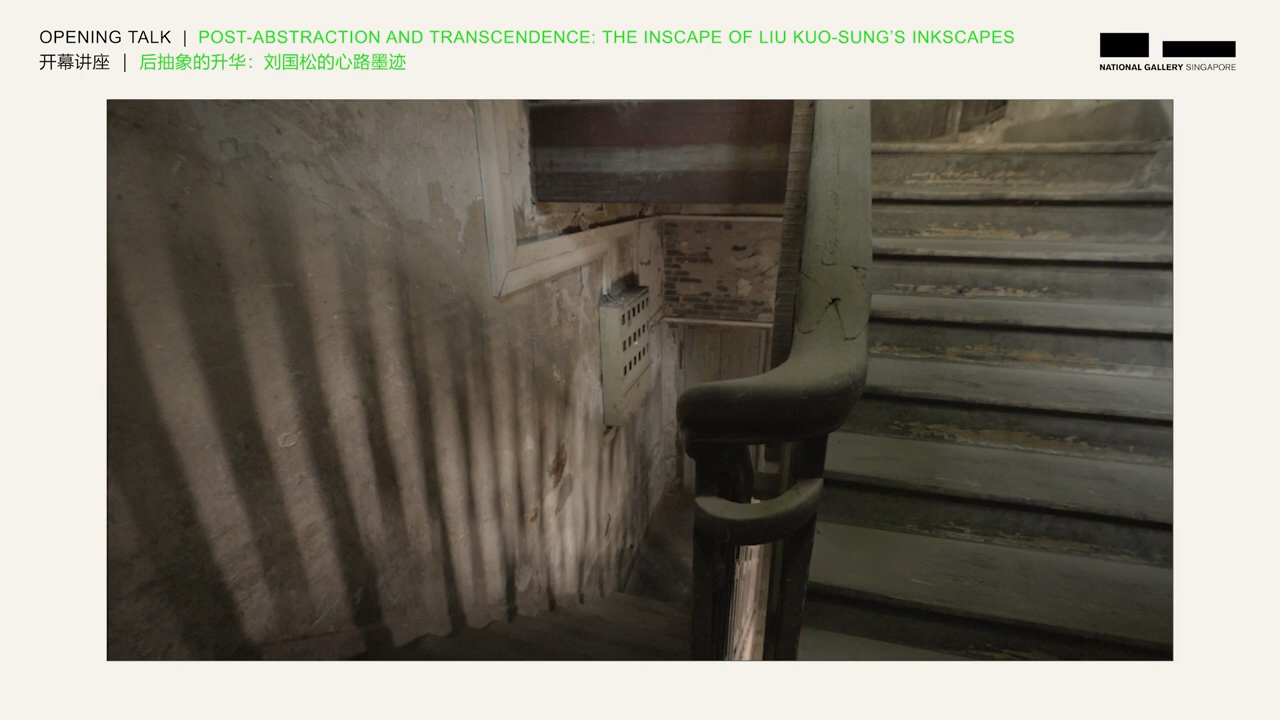 OPENING TALK | POST-ABSTRACTION AND TRANSCENDENCE: THE INSCAPE OF LIU KUO-SUNG’S INKSCAPES
开幕讲座 | 后抽象的升华：刘国松的心路墨迹
NATIONAL GALLERY SINGAPORE